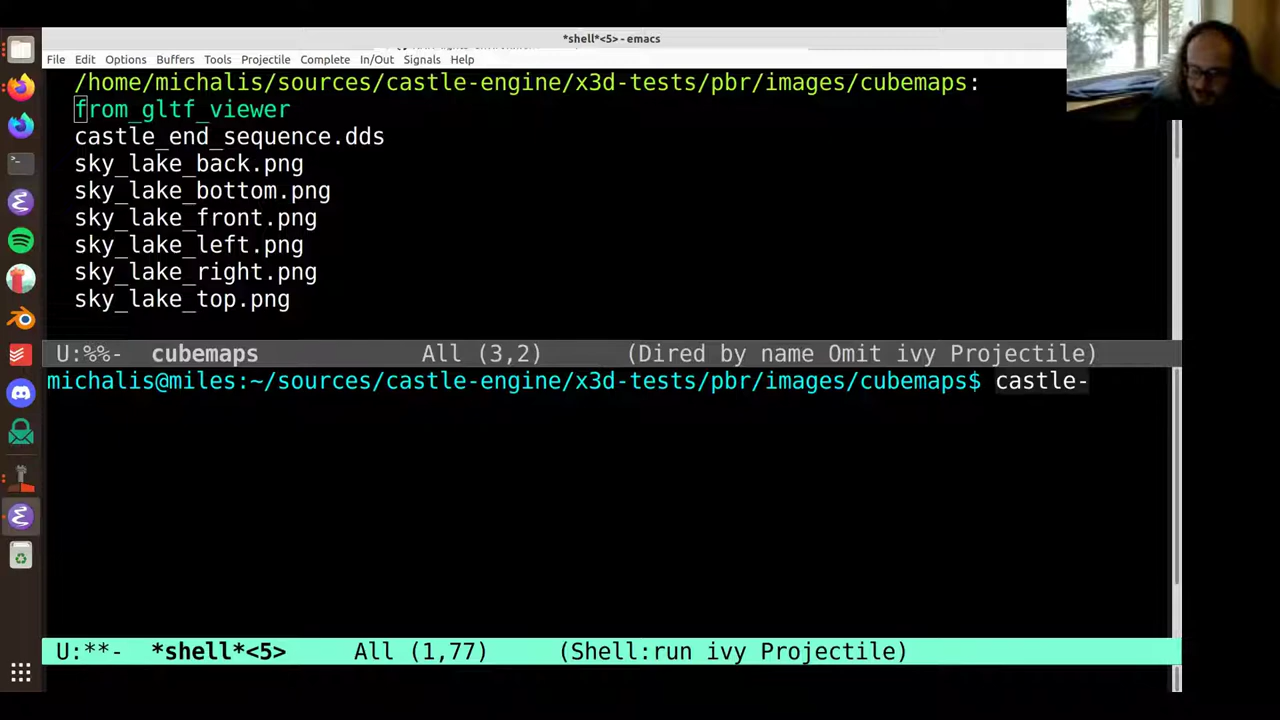 *shell*<5> - emacs
File Edit Options Buffers Tools Projectile Complete In/Out Signals Help
/home/michalis/sources/castle-engine/x3d-tests/pbr/images/cubemaps:
from_gltf_viewer
castle_end_sequence.dds
sky_lake_back.png
sky_lake_bottom.png
sky_lake_front.png
sky_lake_left.png
sky_lake_right.png
sky_lake_top.png
U:%%- cubemaps All (3,2) (Dired by name Omit ivy Projectile)
michalis@miles:~/sources/castle-engine/x3d-tests/pbr/images/cubemaps$ castle-
U:**- *shell*<5> All (1,77) (Shell:run ivy Projectile)